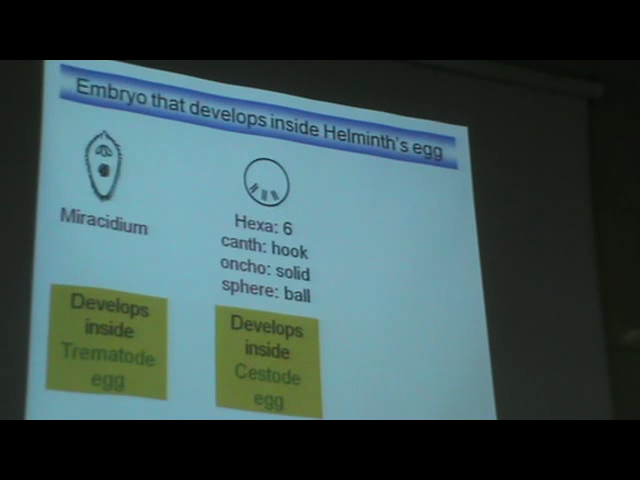 Embryo that develops inside Helminth's egg
Miracidium
Hexa: 6
canth: hook
oncho: solid
sphere: ball
Develops
inside
Trematode
egg
Develops
inside
Cestode
egg